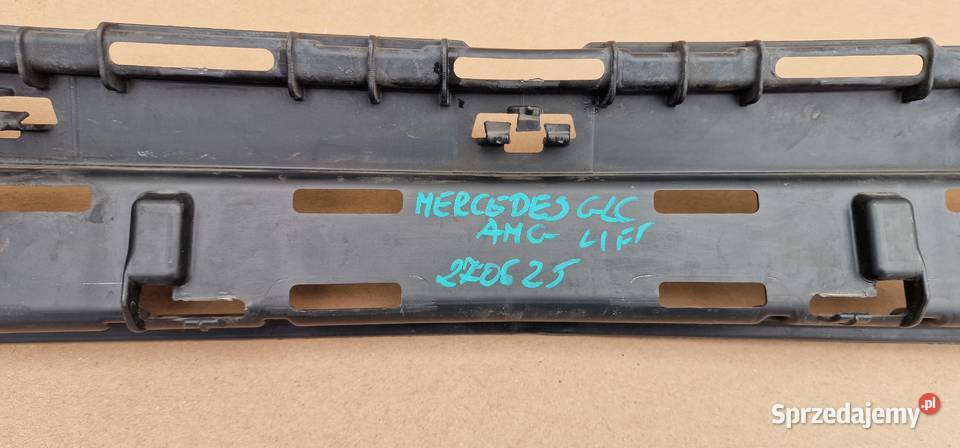 MERCEDES GLC
AMG LIFT
270625
Sprzedajemy.pl